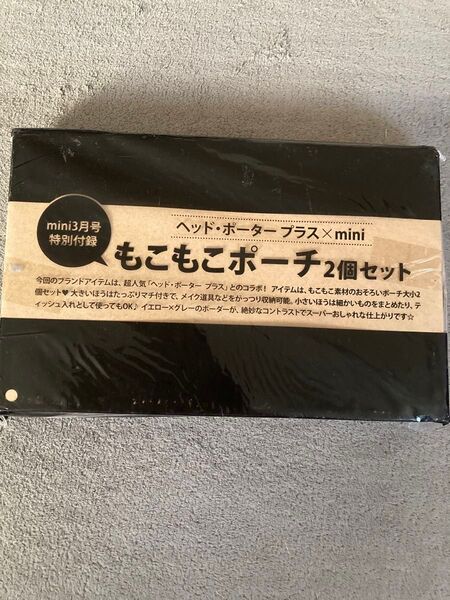 mini3月号
特別付録
ヘッド・ポーター プラス×mini
もこもこポーチ2個セット
今回のブランドアイテムは、超人気「ヘッド・ポーター プラス」とのコラボ! アイテムは、もこもこ素材のおそろいポーチ大小2
個セット♥ 大きいほうはたっぷりマチ付きで、メイク道具などをがっつり収納可能。小さいほうは細かいものをまとめたり、テ
ィッシュ入れとして使ってもOK♪ イエロー×グレーのボーダーが、絶妙なコントラストでスーパーおしゃれな仕上がりです☆